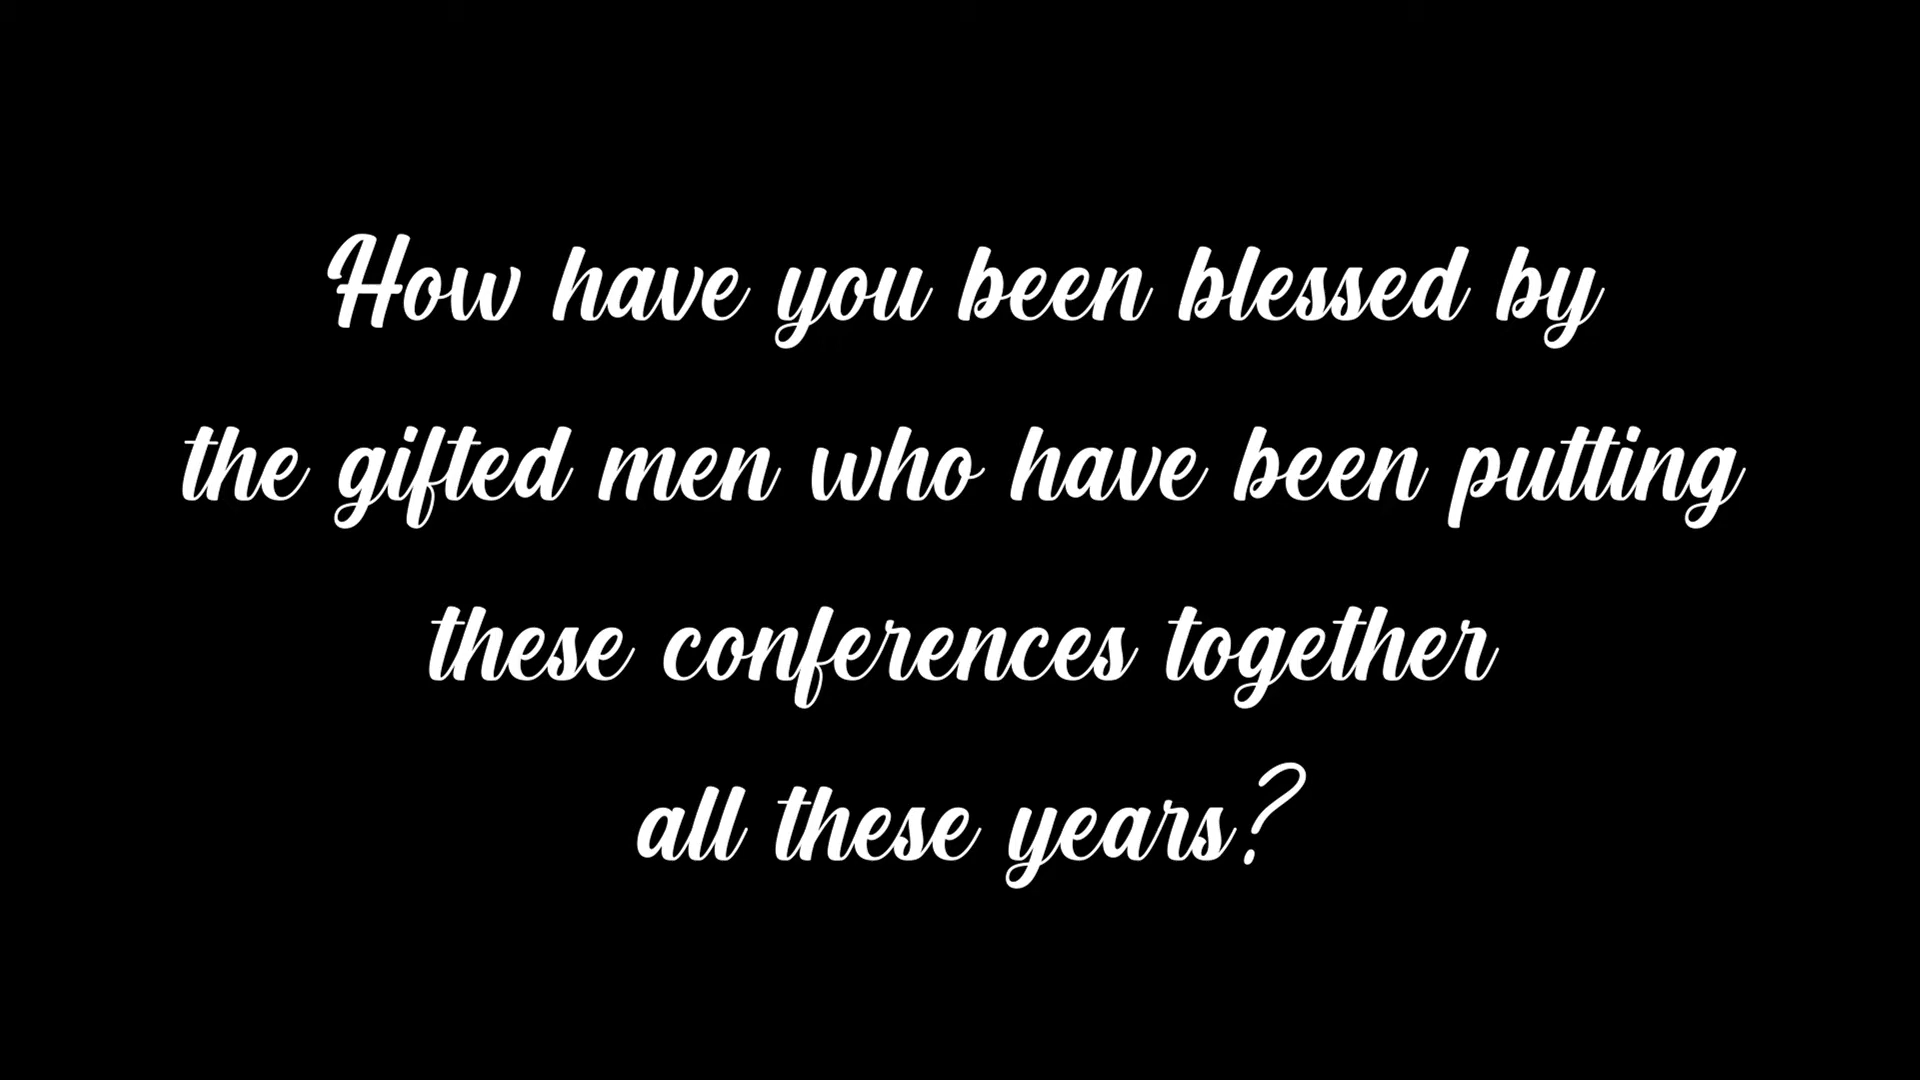 How have you been blessed by
the gifted men who have been putting
these conferences together
all these years?